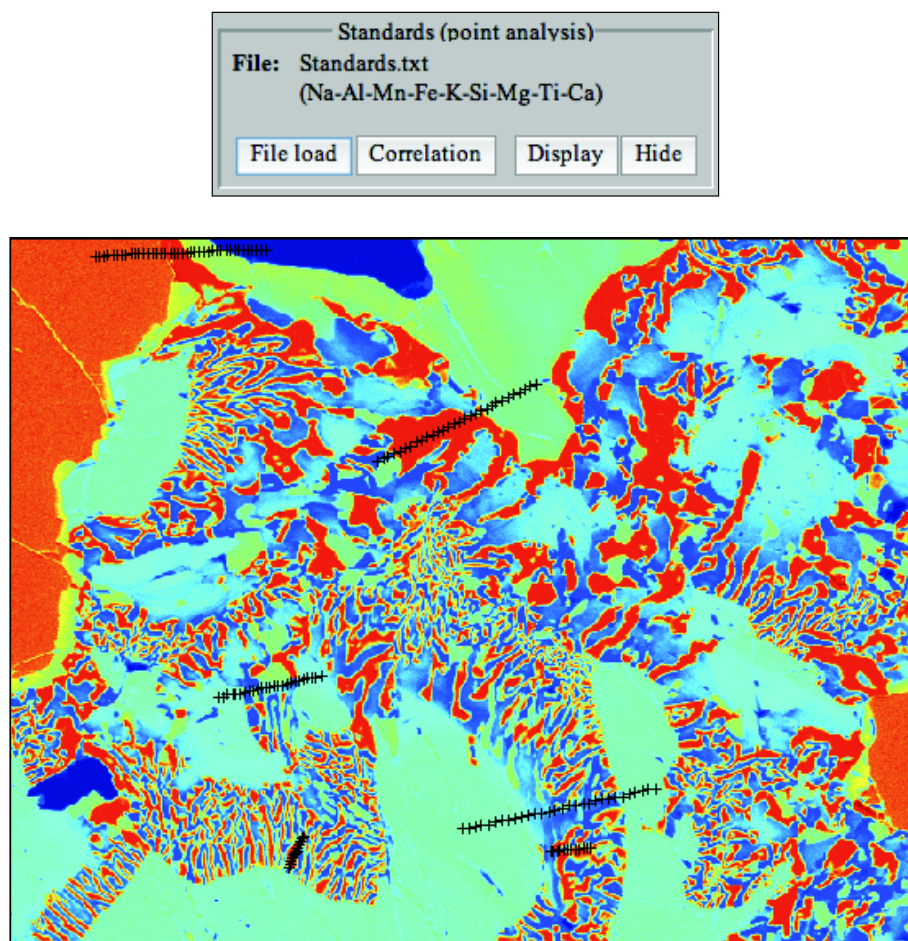 Standards (point analysis)
File: Standards.txt
(Na-Al-Mn-Fe-K-Si-Mg-Ti-Ca)
File load Correlation Display Hide